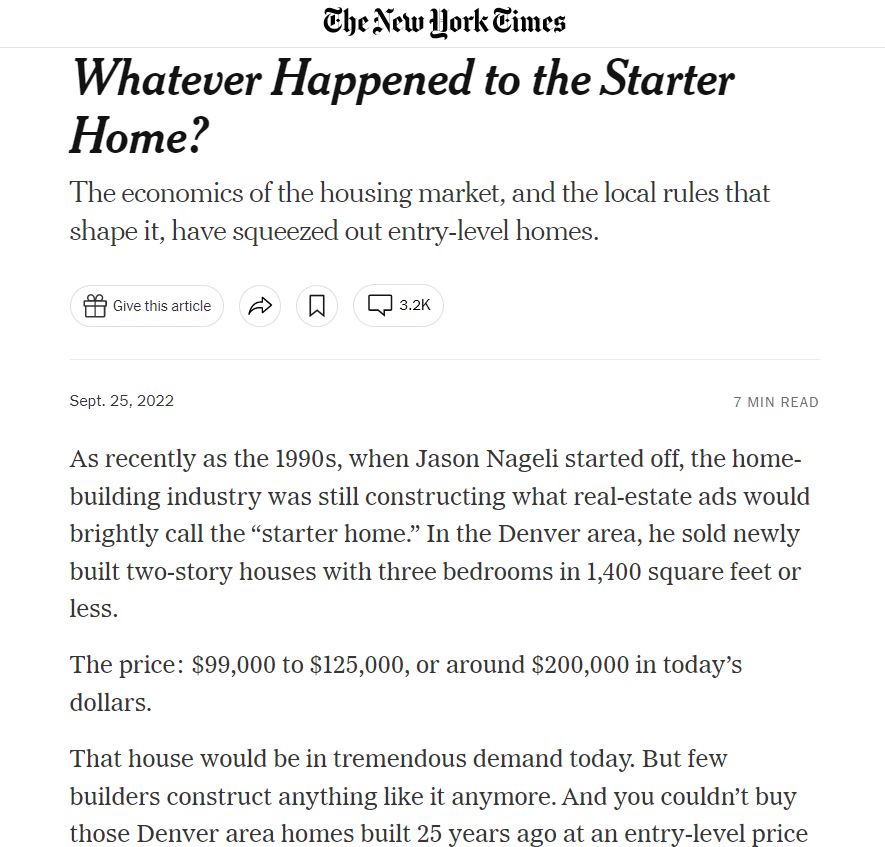 The New York Times
Whatever Happened to the Starter
Home?
The economics of the housing market, and the local rules that
shape it, have squeezed out entry-level homes.
Give this article
3.2K
Sept. 25, 2022
7 MIN READ
As recently as the 1990s, when Jason Nageli started off, the home-
building industry was still constructing what real-estate ads would
brightly call the “starter home.” In the Denver area, he sold newly
built two-story houses with three bedrooms in 1,400 square feet or
less.
The price: $99,000 to $125,000, or around $200,000 in today’s
dollars.
That house would be in tremendous demand today. But few
builders construct anything like it anymore. And you couldn’t buy
those Denver area homes built 25 years ago at an entry-level price